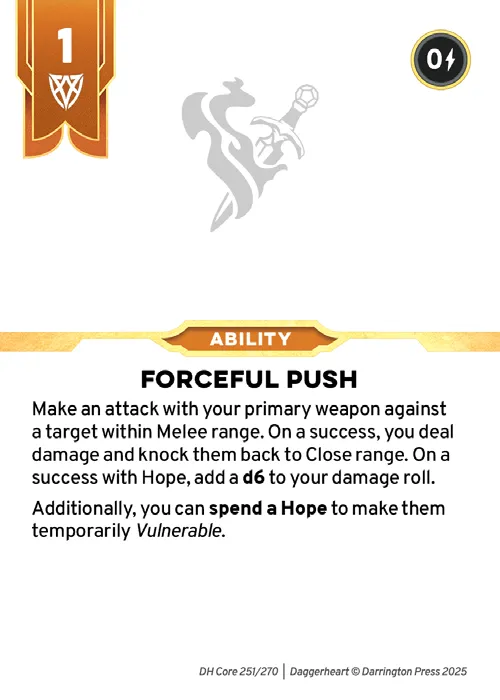 1
0
ABILITY
FORCEFUL PUSH
Make an attack with your primary weapon against
a target within Melee range. On a success, you deal
damage and knock them back to Close range. On a
success with Hope, add a d6 to your damage roll.
Additionally, you can spend a Hope to make them
temporarily Vulnerable.
DH Core 251/270 | Daggerheart © Darrington Press 2025